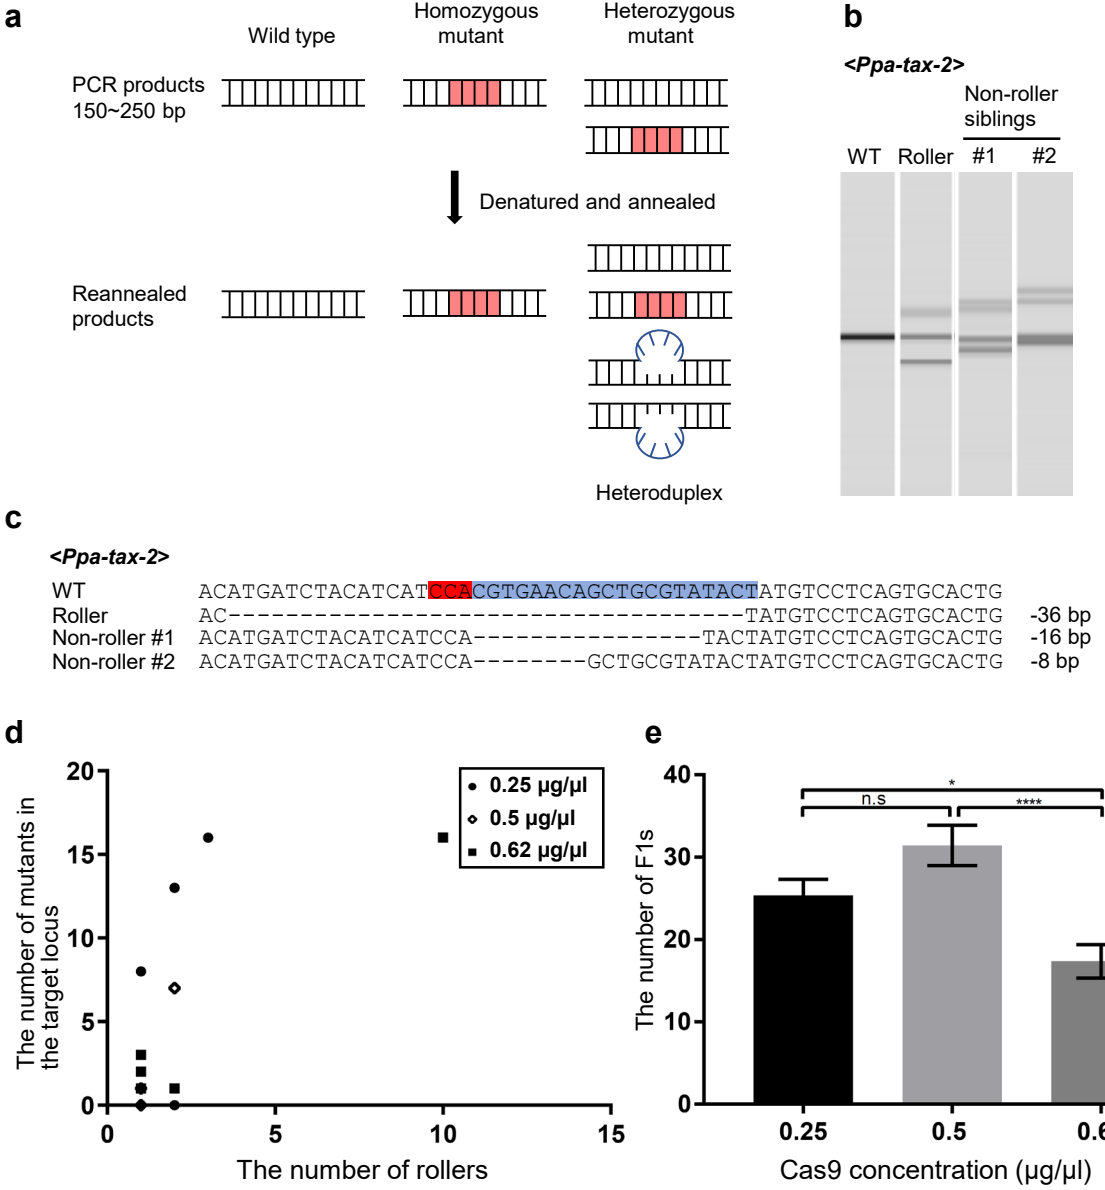 a
Wild type
Homozygous
mutant
Heterozygous
mutant
PCR products
150~250 bp
Denatured and annealed
Reannealed
products
Heteroduplex
b
<Ppa-tax-2>
Non-roller
siblings
WT Roller #1 #2
c
<Ppa-tax-2>
WT ACATGATCTACATCATCCACGTGAACAGCTGCGTATACTATGTCCTCAGTGCACTG
Roller AC------------------------------------TATGTCCTCAGTGCACTG -36 bp
Non-roller #1 ACATGATCTACATCATCCA----------------TACTATGTCCTCAGTGCACTG -16 bp
Non-roller #2 ACATGATCTACATCATCCA--------GCTGCGTATACTATGTCCTCAGTGCACTG -8 bp
d
The number of mutants in
the target locus
20
15
10
5
0
0 5 10 15
The number of rollers
0.25 µg/µl
0.5 µg/µl
0.62 µg/µl
e
The number of F1s
40
30
20
10
0
*
n.s
****
0.25 0.5 0.6
Cas9 concentration (µg/µl)